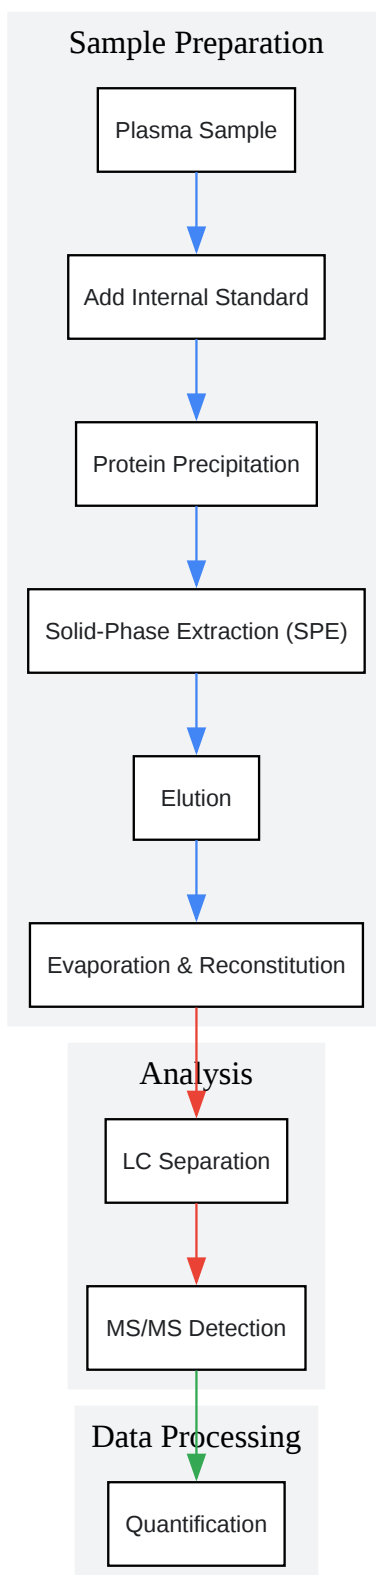 Sample Preparation
Plasma Sample
Add Internal Standard
Protein Precipitation
Solid-Phase Extraction (SPE)
Elution
Evaporation & Reconstitution
Analysis
LC Separation
MS/MS Detection
Data Processing
Quantification